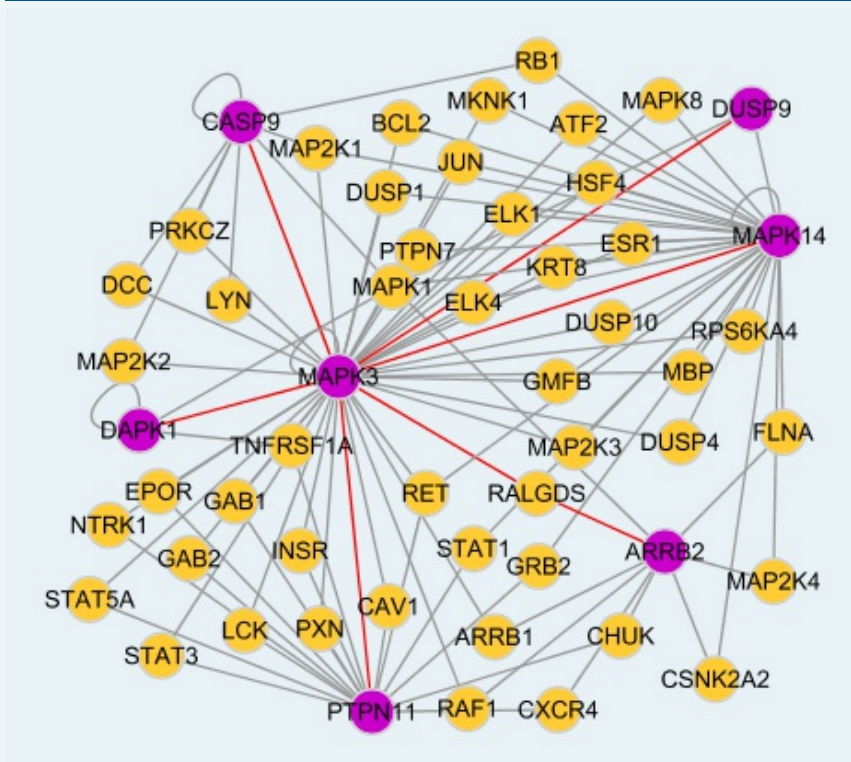 RB1
MKNK1
MAPK8
DUSP9
CASP9
BCL2
ATF2
MAP2K1
JUN
DUSP1
HSF4
ELK1
PRKCZ
MAPK14
PTPN7
ESR1
KRT8
DCC
LYN
MAPK1
ELK4
DUSP10
RPS6KA4
MAP2K2
MAPK3
GMFB
MBP
DAPK1
TNFRSF1A
MAP2K3
DUSP4
FLNA
EPOR
GAB1
RET
RALGDS
NTRK1
INSR
STAT1
ARRB2
GAB2
GRB2
MAP2K4
STAT5A
CAV1
LCK
PXN
ARRB1
CHUK
STAT3
CSNK2A2
PTPN11
RAF1
CXCR4